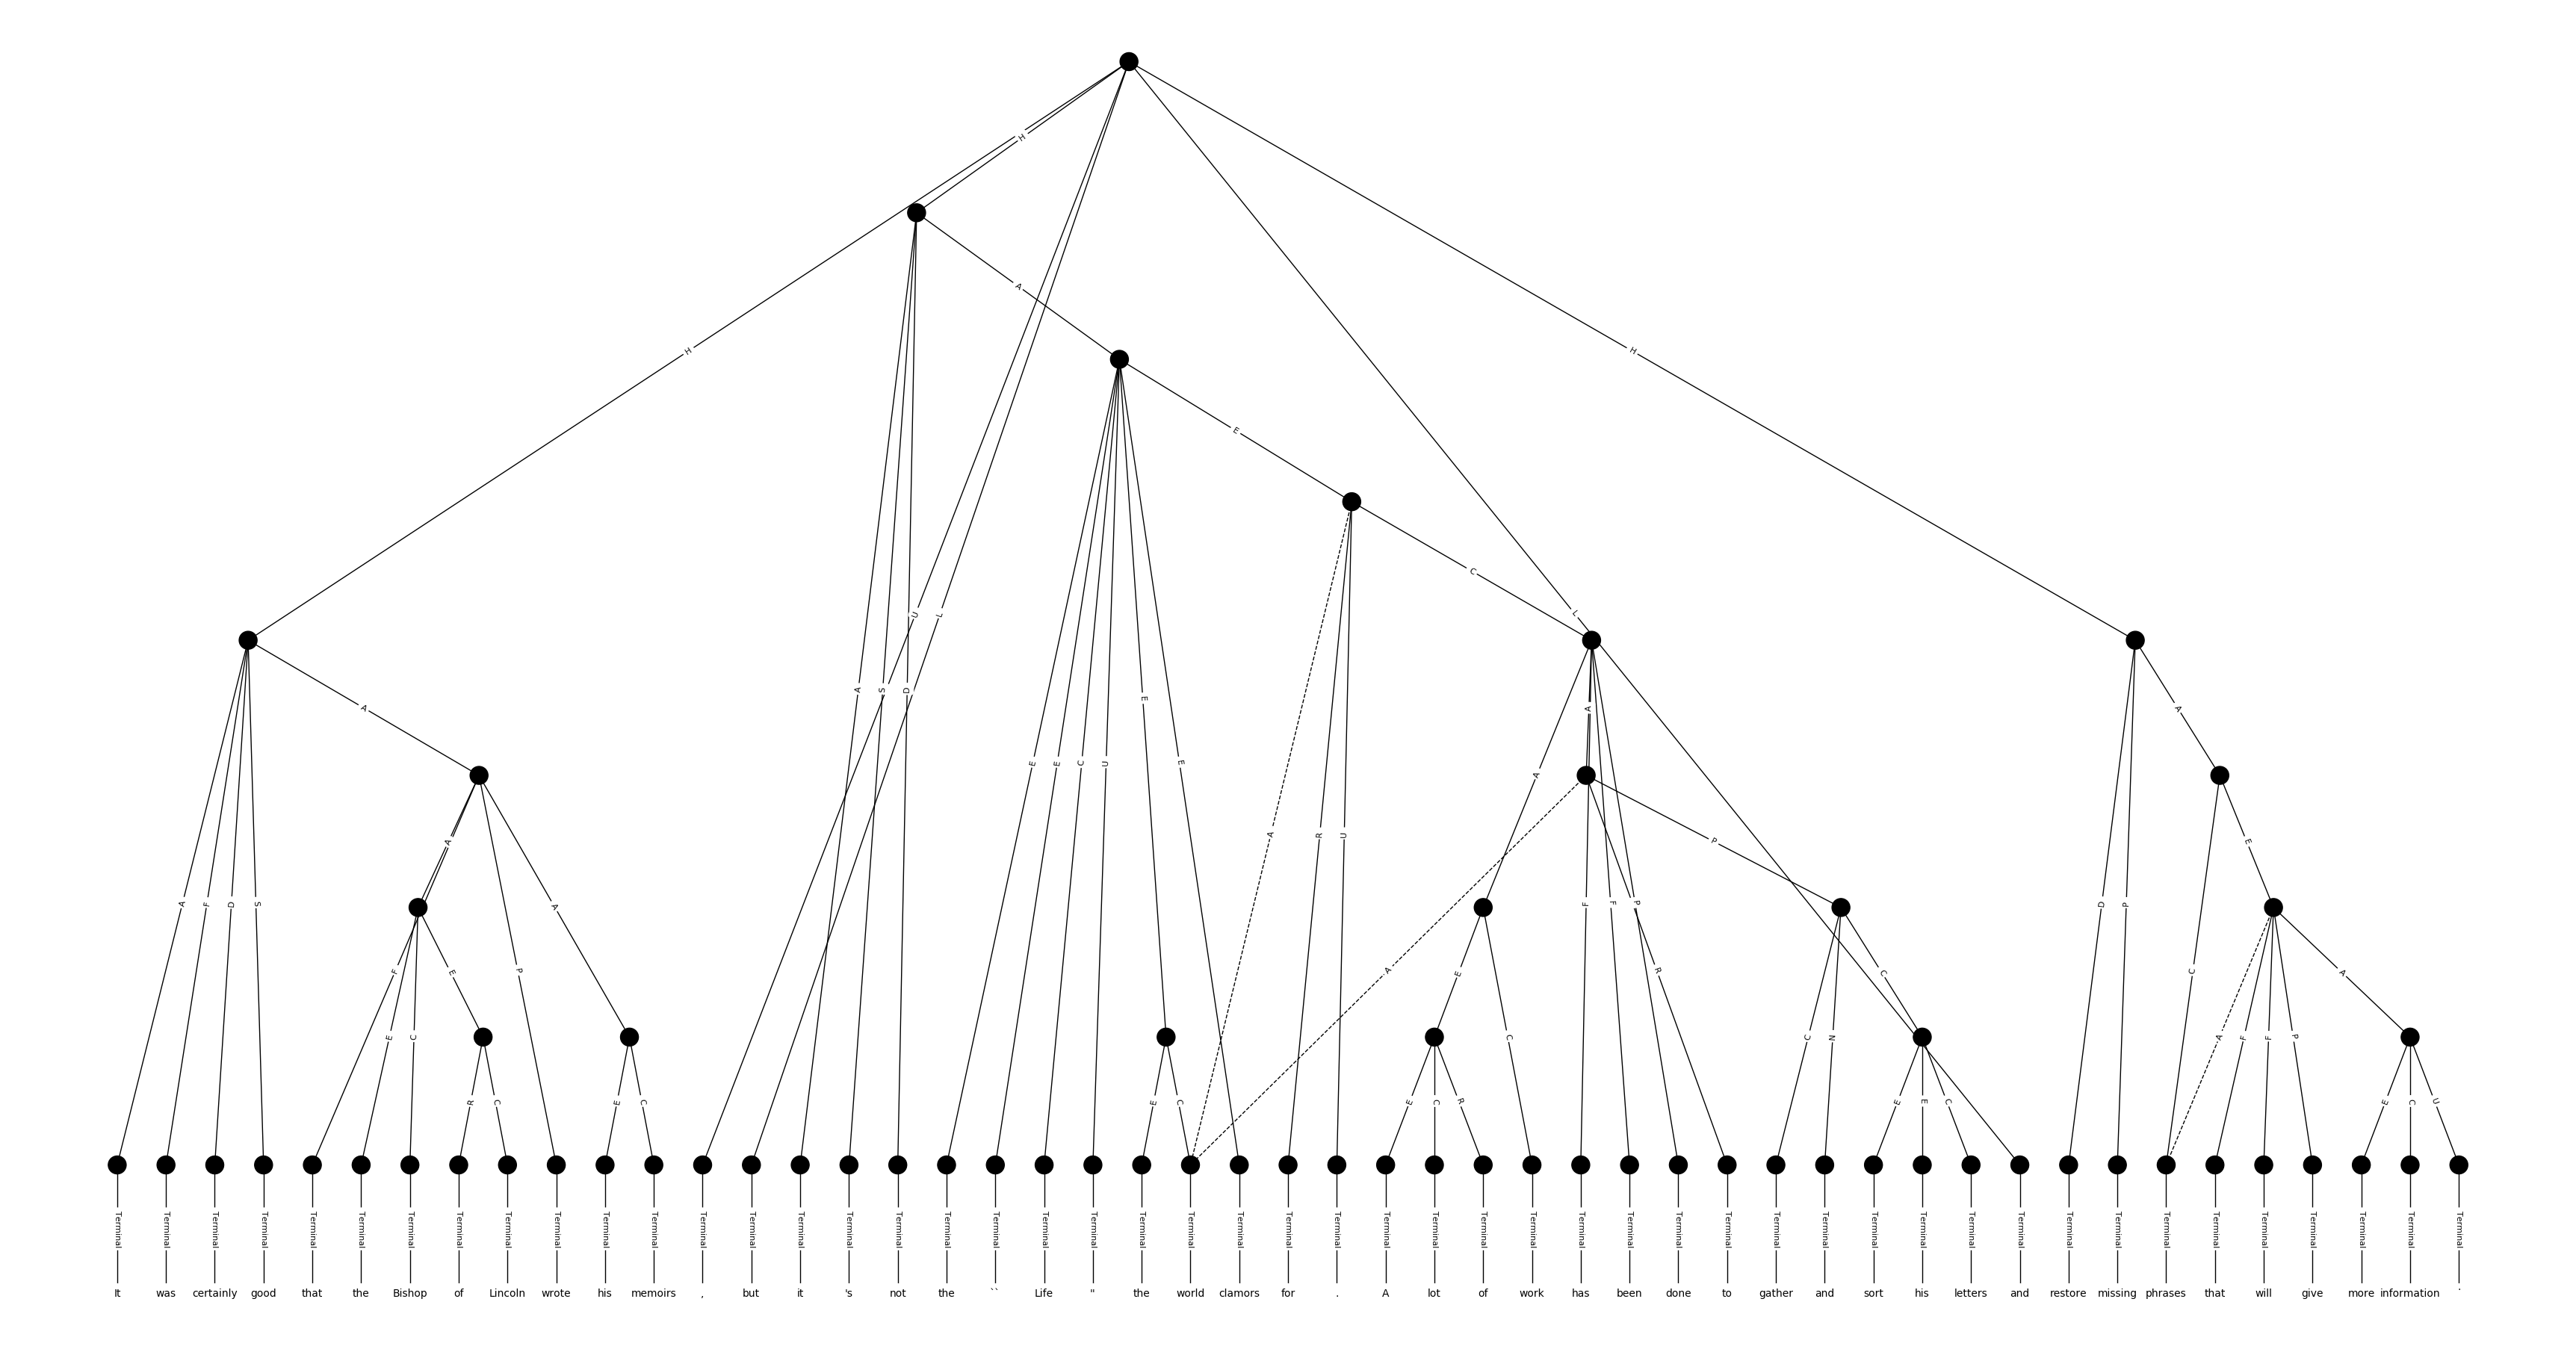 H
H
A
H
E
C
U
L
L
A
S
D
A
A
E
E
C
U
E
E
A
A
A
A
P
A
R
U
E
A
F
D
S
A
F
F
P
D
P
C
F
E
P
A
E
C
R
C
A
E
C
E
C
E
C
N
C
A
F
F
P
A
R
C
E
C
E
C
E
C
R
E
E
C
E
C
U
Terminal Terminal Terminal Terminal Terminal Terminal Terminal Terminal Terminal Terminal Terminal Terminal Terminal Terminal Terminal Terminal Terminal Terminal Terminal Terminal Terminal Terminal Terminal Terminal Terminal Terminal Terminal Terminal Terminal Terminal Terminal Terminal Terminal Terminal Terminal Terminal Terminal Terminal Terminal Terminal Terminal Terminal Terminal Terminal Terminal Terminal Terminal Terminal Terminal
It was certainly good that the Bishop of Lincoln wrote his memoirs , but it 's not the `` Life " the world clamors for . A lot of work has been done to gather and sort his letters and restore missing phrases that will give more information .